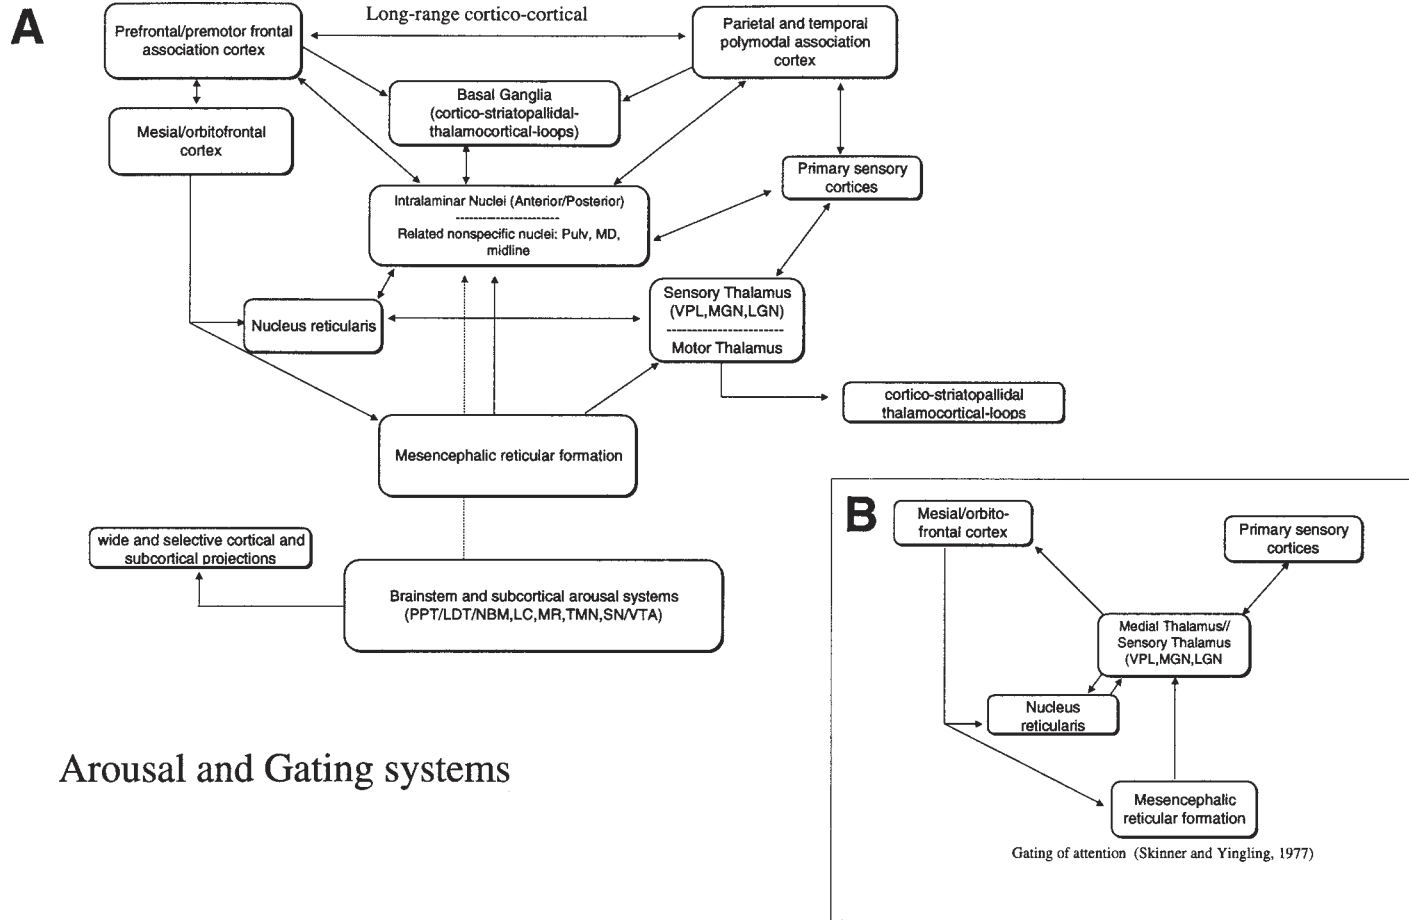 A
Long-range cortico-cortical
Prefrontal/premotor frontal
association cortex
Parietal and temporal
polymodal association
cortex
Basal Ganglia
(cortico-striatopallidal-
thalamocortical-loops)
Mesial/orbitofrontal
cortex
Primary sensory
cortices
Intralaminar Nuclei (Anterior/Posterior)
Related nonspecific nuclei: Pulv, MD,
midline
Sensory Thalamus
(VPL,MGN,LGN)
Motor Thalamus
Nucleus reticularis
cortico-striatopallidal
thalamocortical-loops
Mesencephalic reticular formation
wide and selective cortical and
subcortical projections
Brainstem and subcortical arousal systems
(PPT/LDT/NBM,LC,MR,TMN,SN/VTA)
Arousal and Gating systems
B
Mesial/orbito-
frontal cortex
Primary sensory
cortices
Medial Thalamus//
Sensory Thalamus
(VPL,MGN,LGN
Nucleus
reticularis
Mesencephalic
reticular formation
Gating of attention (Skinner and Yingling, 1977)